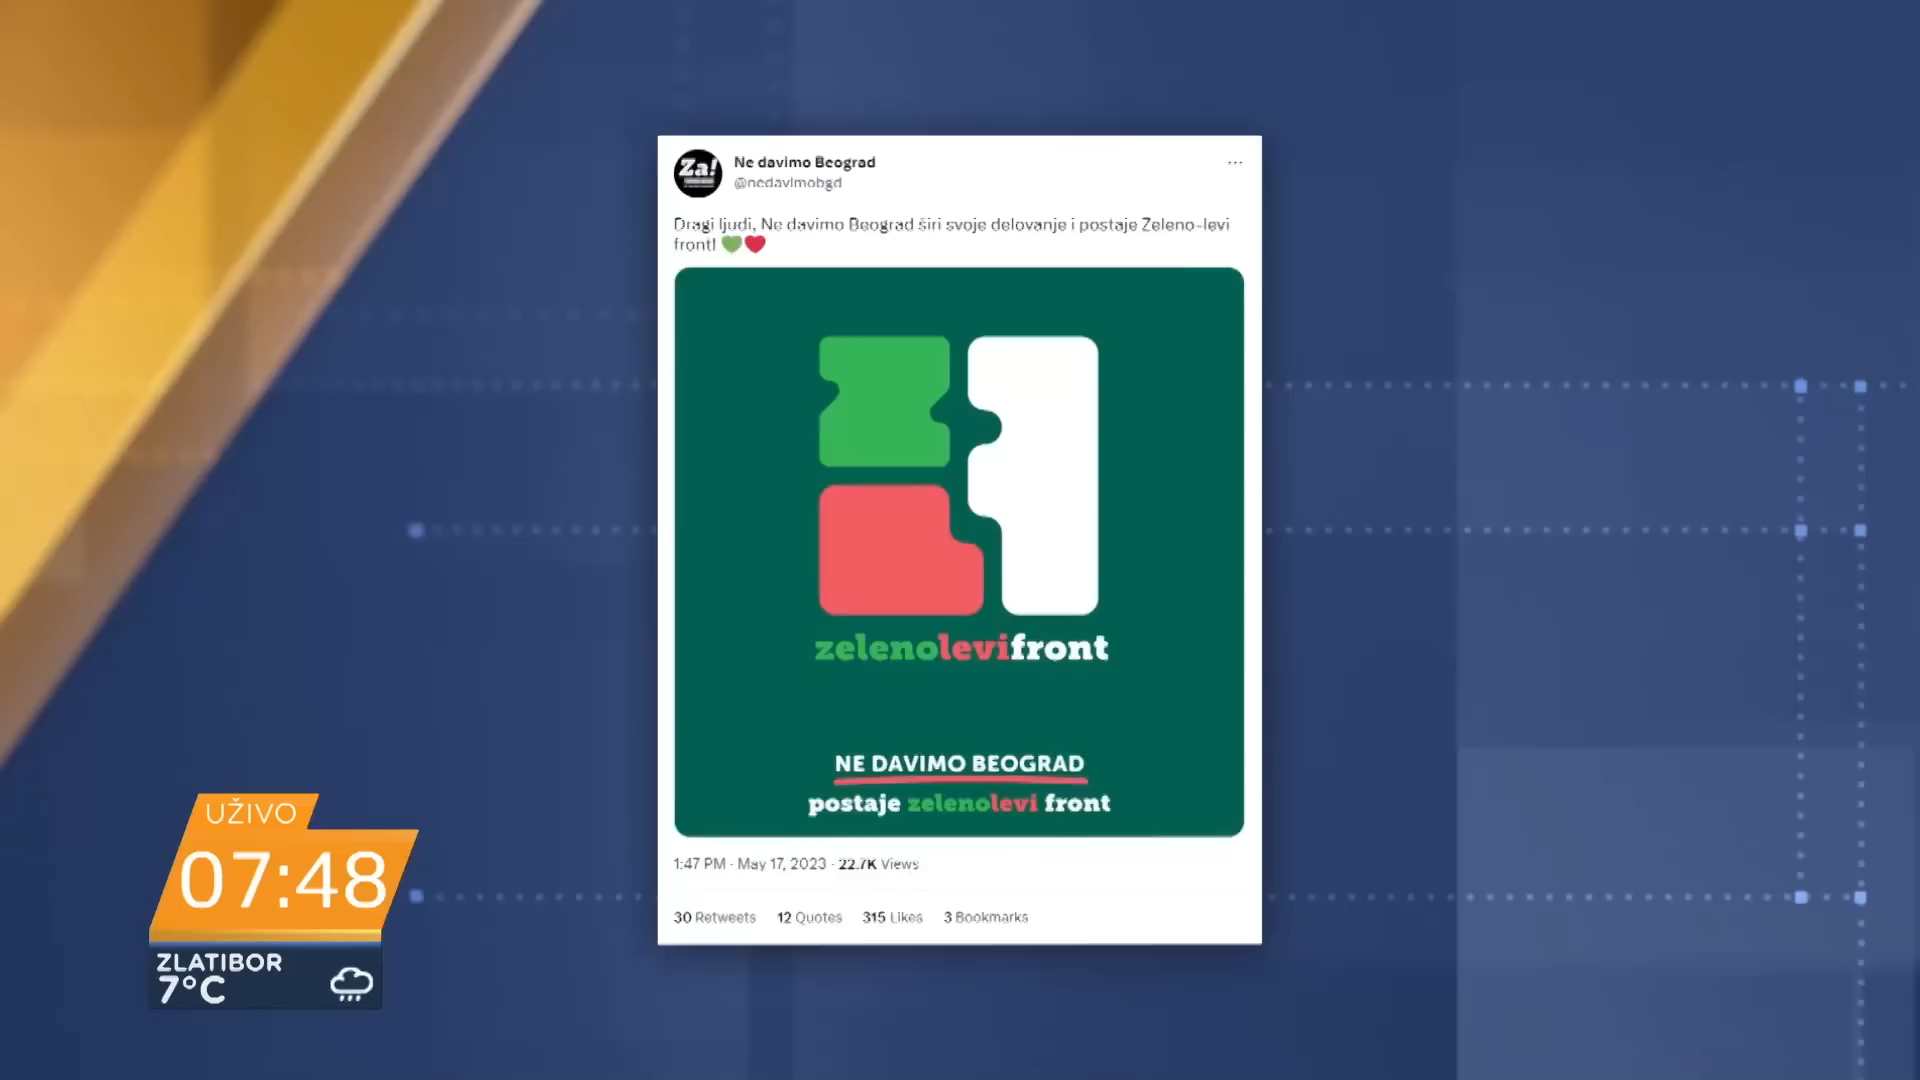 Za!
Ne davimo Beograd
@nedavimobgd
Dragi ljudi, Ne davimo Beograd širi svoje delovanje i postaje Zeleno-levi
front! 💚❤️
zelenolevifront
NE DAVIMO BEOGRAD
postaje zelenolevi front
1:47 PM · May 17, 2023 · 22.7K Views
30 Retweets 12 Quotes 315 Likes 3 Bookmarks
UŽIVO
07:48
ZLATIBOR
7°C